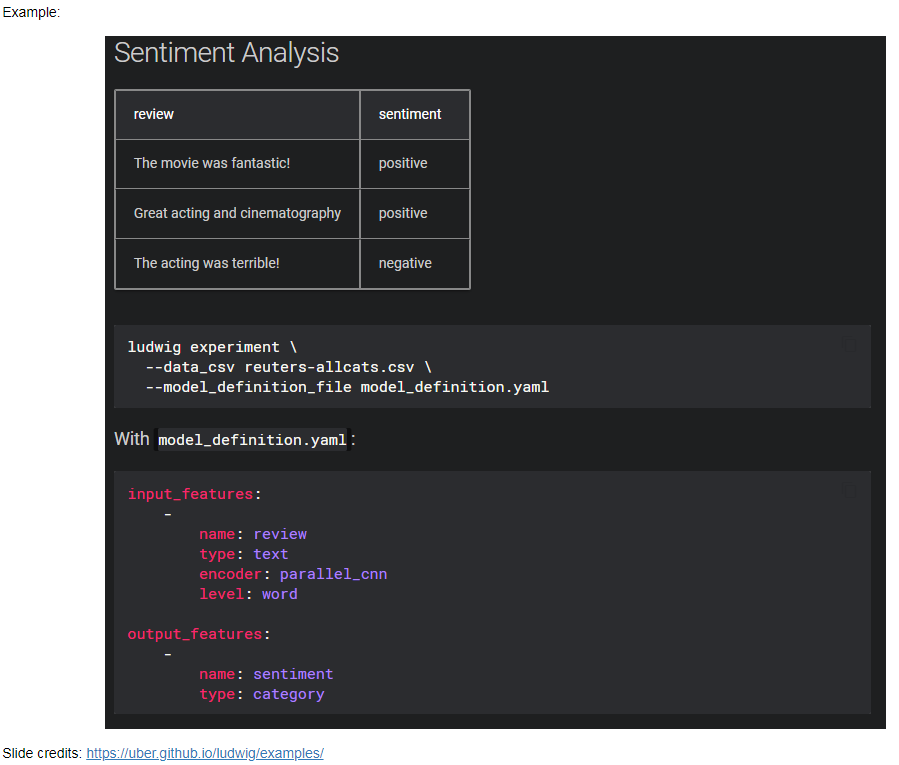 Example:
Sentiment Analysis
review sentiment
The movie was fantastic! positive
Great acting and cinematography positive
The acting was terrible! negative
ludwig experiment \
--data_csv reuters-allcats.csv \
--model_definition_file model_definition.yaml
With model_definition.yaml:
input_features:
-
name: review
type: text
encoder: parallel_cnn
level: word
output_features:
-
name: sentiment
type: category
Slide credits: https://uber.github.io/ludwig/examples/